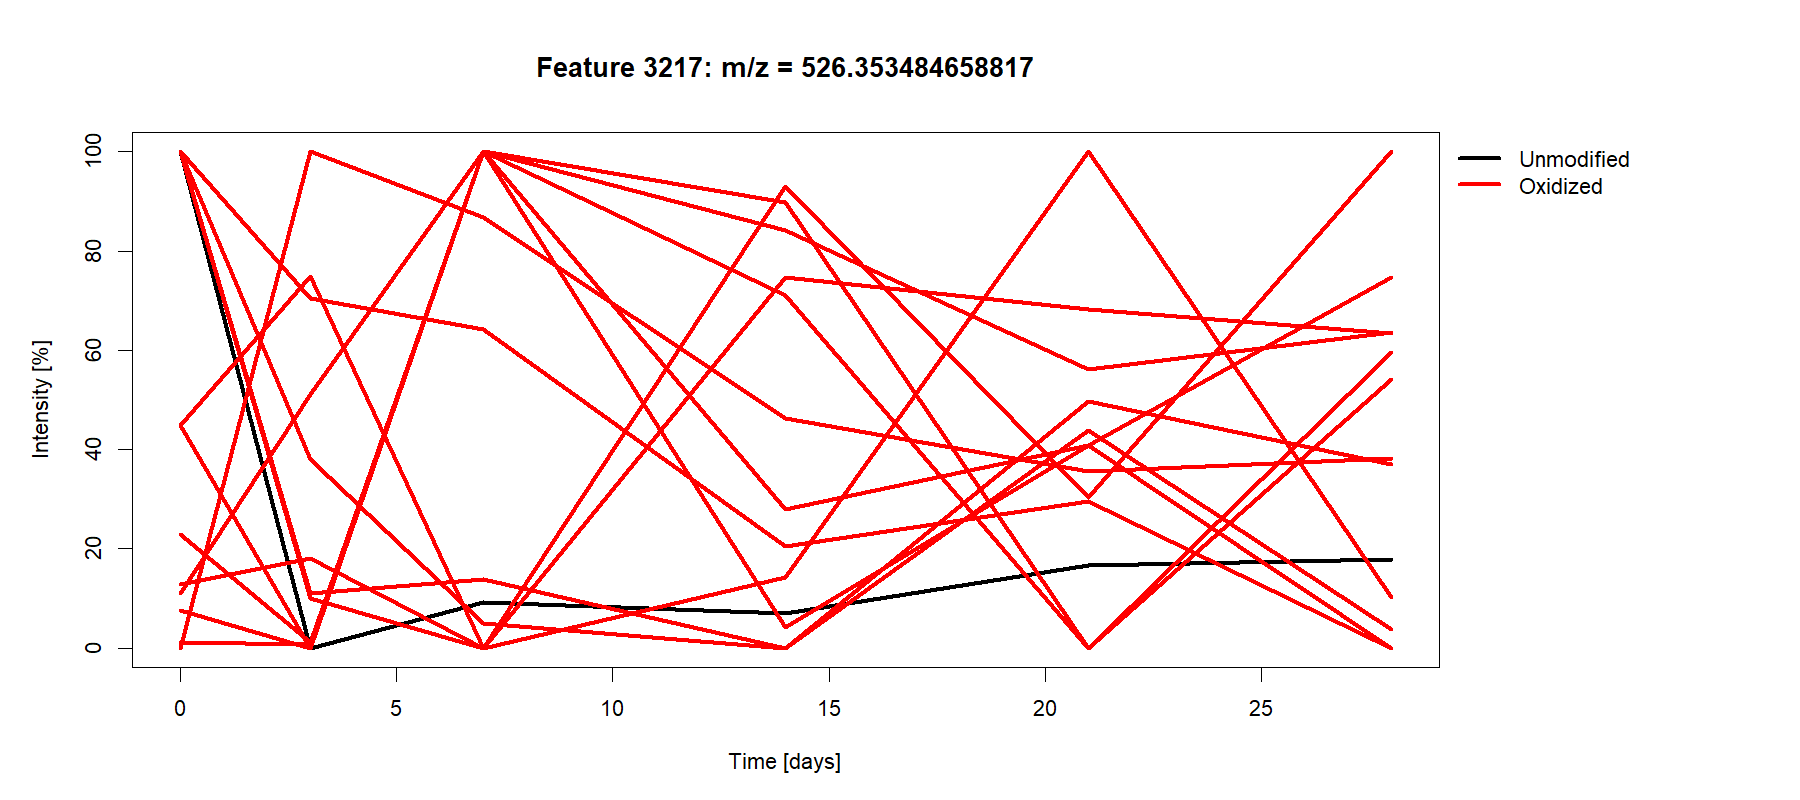 Feature 3217: m/z = 526.353484658817
Unmodified
Oxidized
100
80
60
40
20
0
Intensity [%]
0 5 10 15 20 25
Time [days]